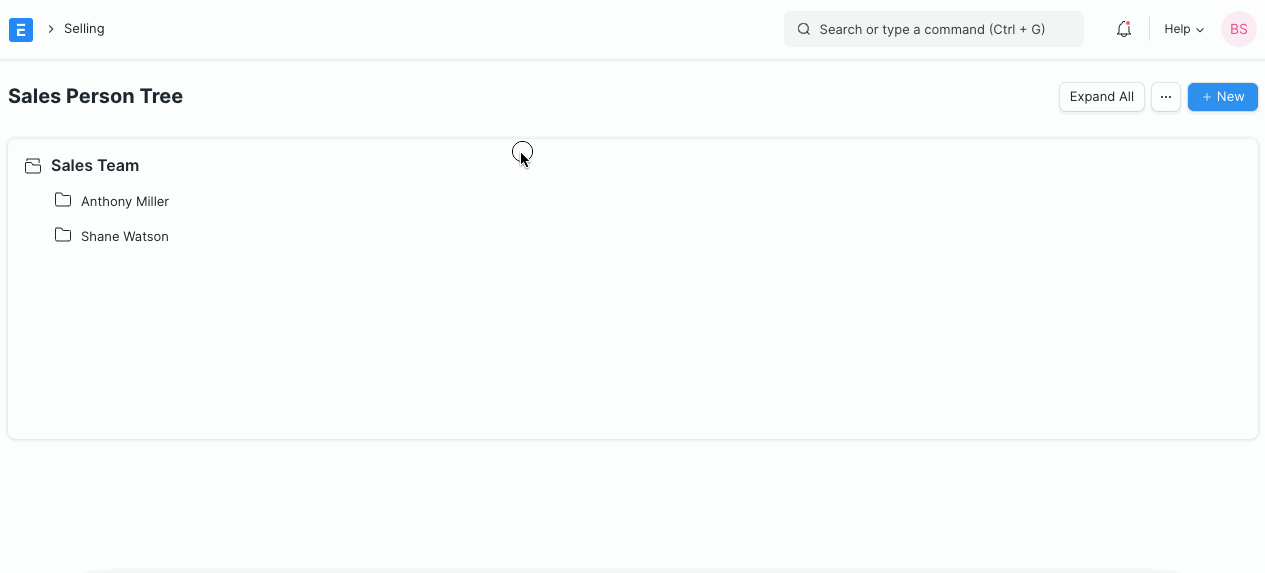 E
Selling
Search or type a command (Ctrl + G)
Help
BS
Sales Person Tree
Expand All
···
+ New
Sales Team
Anthony Miller
Shane Watson